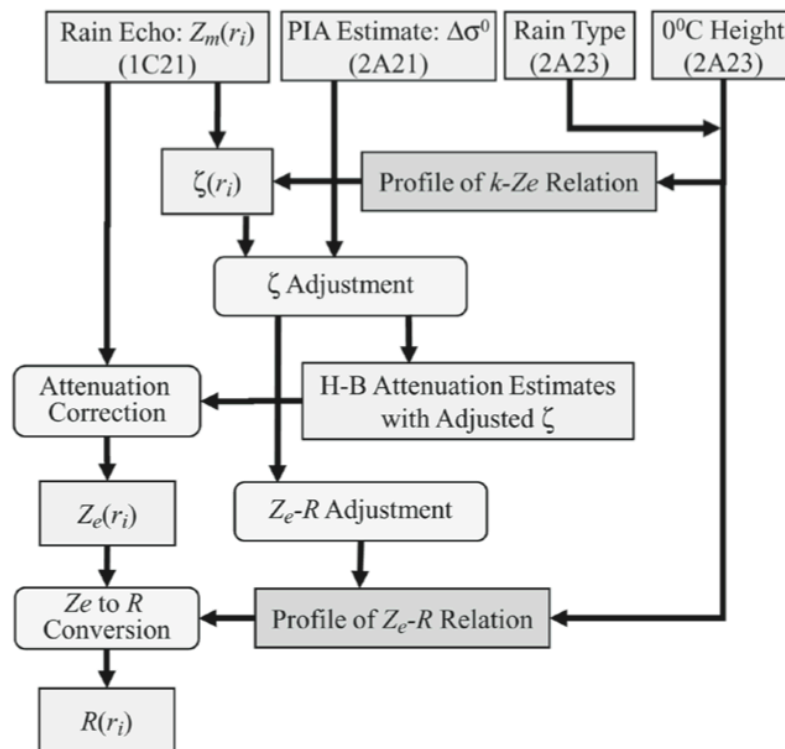 Rain Echo: Zm(ri)
(1C21)
PIA Estimate: Δσ⁰
(2A21)
Rain Type
(2A23)
0⁰C Height
(2A23)
ζ(ri)
Profile of k-Ze Relation
ζ Adjustment
Attenuation
Correction
H-B Attenuation Estimates
with Adjusted ζ
Ze(ri)
Ze-R Adjustment
Ze to R
Conversion
Profile of Ze-R Relation
R(ri)